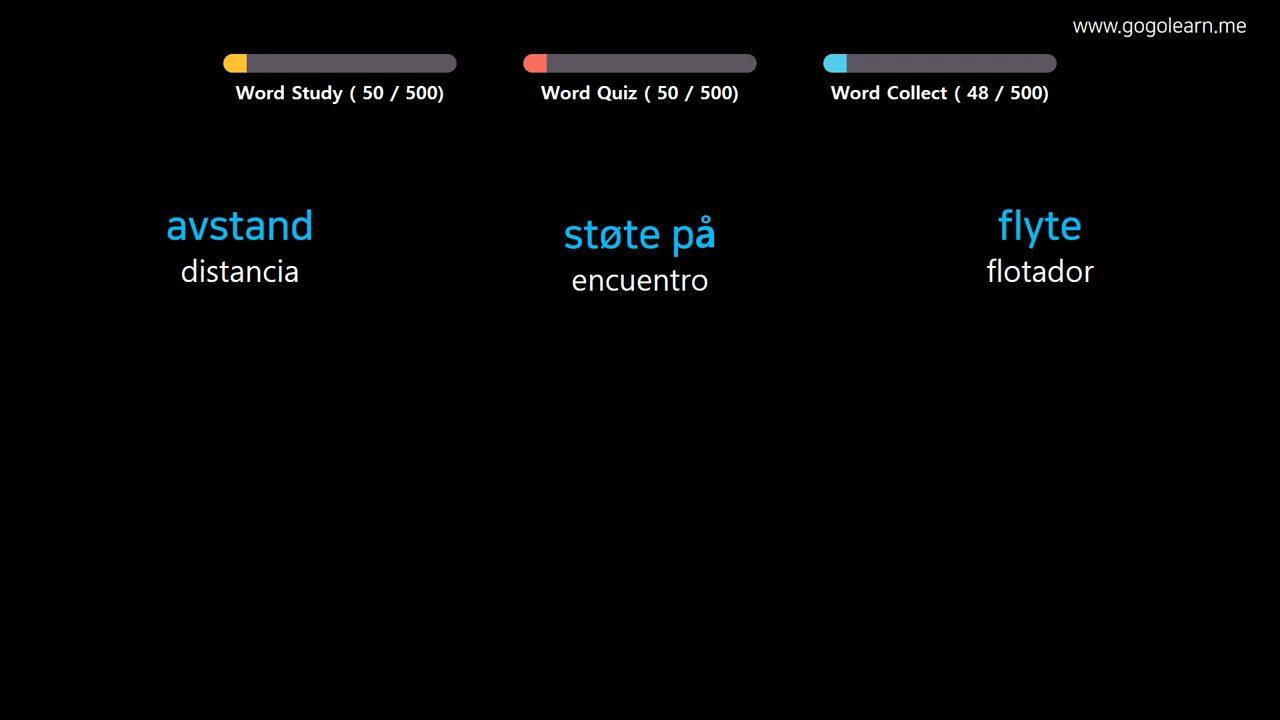 www.gogolearn.me
Word Study ( 50 / 500)
Word Quiz ( 50 / 500)
Word Collect ( 48 / 500)
avstand
distancia
støte på
encuentro
flyte
flotador